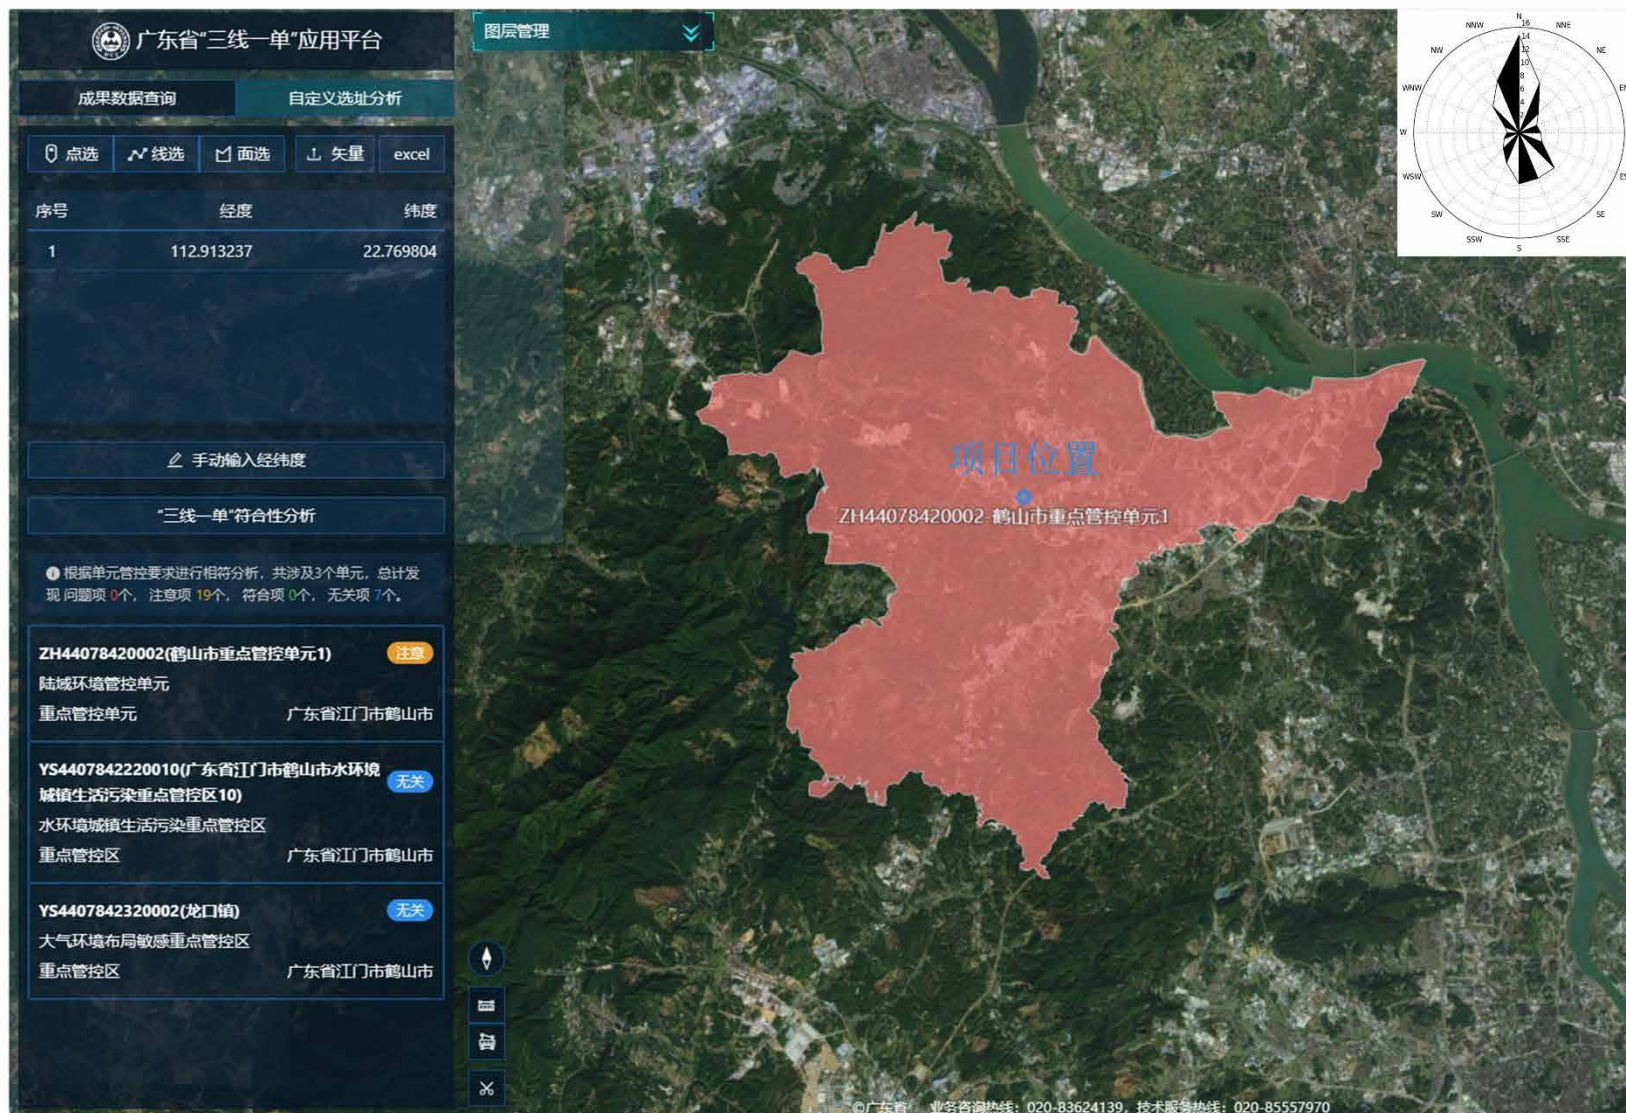 广东省“三线一单”应用平台
成果数据查询 自定义选址分析
点选 线选 面选 矢量 excel
序号 经度 纬度
1 112.913237 22.769804
手动输入经纬度
“三线一单”符合性分析
根据单元管控要求进行相符分析，共涉及3个单元，总计发
现 问题项 0个， 注意项 19个， 符合项 0个， 无关项 7个。
ZH44078420002(鹤山市重点管控单元1) 注意
陆域环境管控单元
重点管控单元 广东省江门市鹤山市
YS4407842220010(广东省江门市鹤山市水环境
城镇生活污染重点管控区10) 无关
水环境城镇生活污染重点管控区
重点管控区 广东省江门市鹤山市
YS4407842320002(龙口镇) 无关
大气环境布局敏感重点管控区
重点管控区 广东省江门市鹤山市
图层管理
项目位置
ZH44078420002-鹤山市重点管控单元1
N
NNW 16 NNE
14
NW 12 NE
10
WNW 8 EN
6
4
2
W
WSW ES
SW SE
SSW SSE
S
©广东省 业务咨询热线：020-83624139，技术服务热线：020-85557970